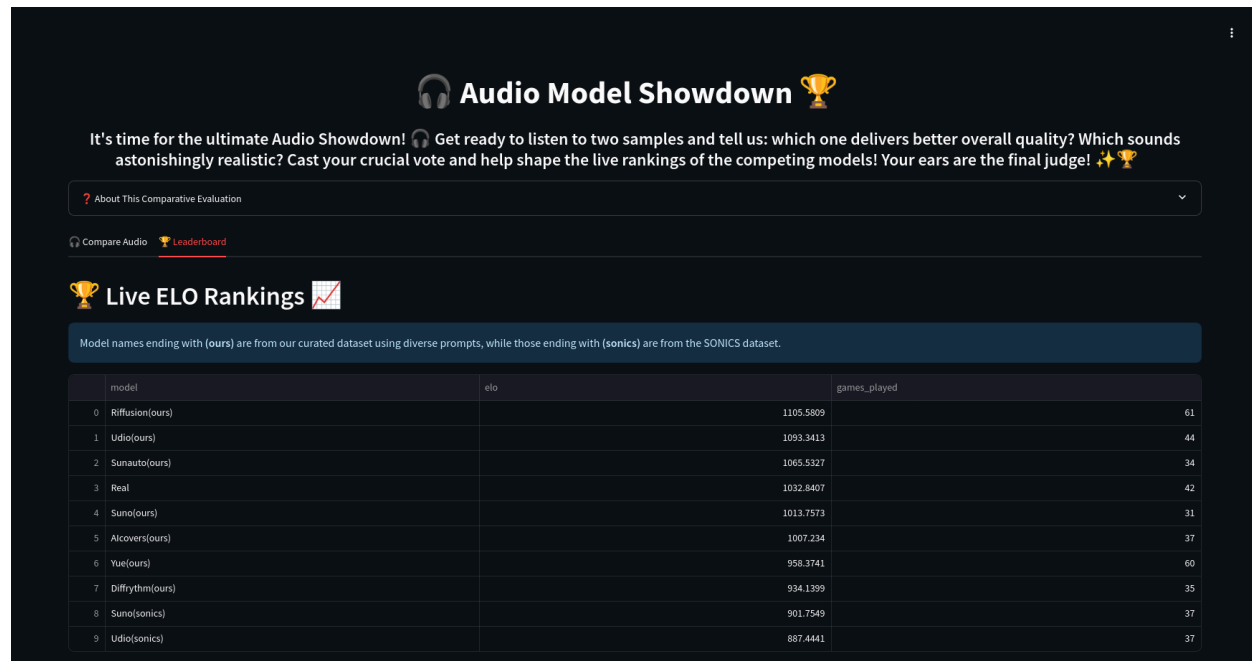 🎧 Audio Model Showdown 🏆
It's time for the ultimate Audio Showdown! 🎧 Get ready to listen to two samples and tell us: which one delivers better overall quality? Which sounds
astonishingly realistic? Cast your crucial vote and help shape the live rankings of the competing models! Your ears are the final judge! ✨🏆
❓ About This Comparative Evaluation
🎧 Compare Audio 🏆 Leaderboard
🏆 Live ELO Rankings 📈
Model names ending with (ours) are from our curated dataset using diverse prompts, while those ending with (sonics) are from the SONICS dataset.
model elo games_played
0 Riffusion(ours) 1105.5809 61
1 Udio(ours) 1093.3413 44
2 Sunauto(ours) 1065.5327 34
3 Real 1032.8407 42
4 Suno(ours) 1013.7573 31
5 AIcovers(ours) 1007.234 37
6 Yue(ours) 958.3741 60
7 Diffrythm(ours) 934.1399 35
8 Suno(sonics) 901.7549 37
9 Udio(sonics) 887.4441 37